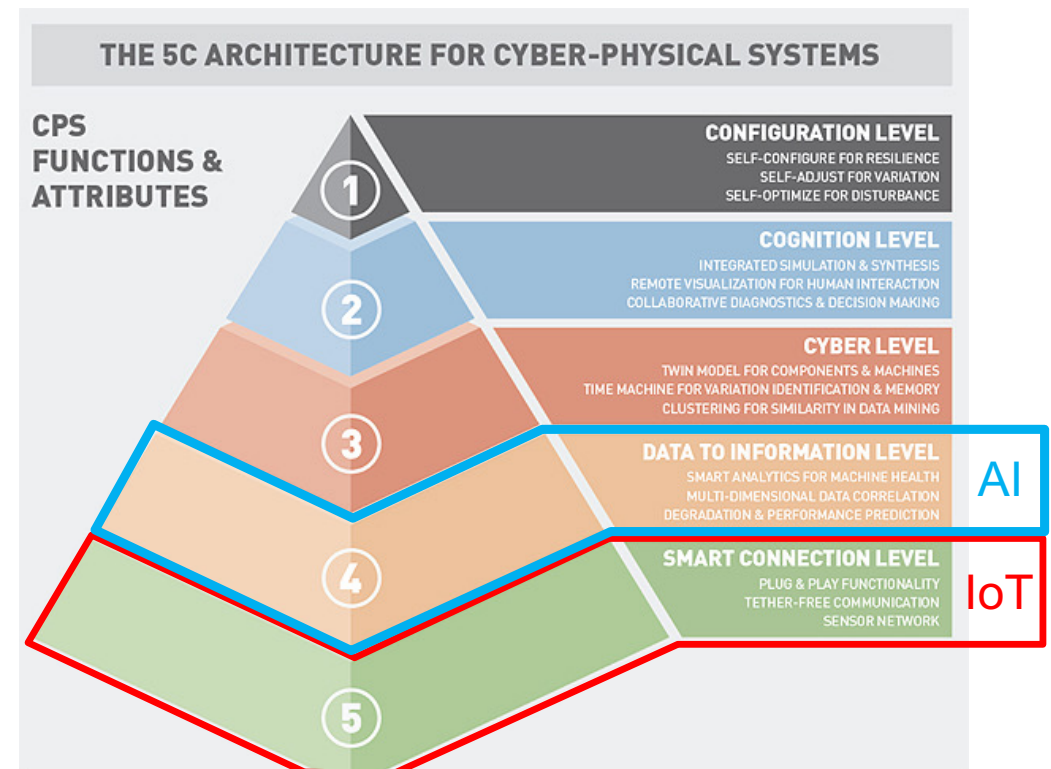 THE 5C ARCHITECTURE FOR CYBER-PHYSICAL SYSTEMS
CPS
FUNCTIONS &
ATTRIBUTES
1
CONFIGURATION LEVEL
SELF-CONFIGURE FOR RESILIENCE
SELF-ADJUST FOR VARIATION
SELF-OPTIMIZE FOR DISTURBANCE
2
COGNITION LEVEL
INTEGRATED SIMULATION & SYNTHESIS
REMOTE VISUALIZATION FOR HUMAN INTERACTION
COLLABORATIVE DIAGNOSTICS & DECISION MAKING
3
CYBER LEVEL
TWIN MODEL FOR COMPONENTS & MACHINES
TIME MACHINE FOR VARIATION IDENTIFICATION & MEMORY
CLUSTERING FOR SIMILARITY IN DATA MINING
4
DATA TO INFORMATION LEVEL
SMART ANALYTICS FOR MACHINE HEALTH
MULTI-DIMENSIONAL DATA CORRELATION
DEGRADATION & PERFORMANCE PREDICTION
AI
5
SMART CONNECTION LEVEL
PLUG & PLAY FUNCTIONALITY
TETHER-FREE COMMUNICATION
SENSOR NETWORK
IoT